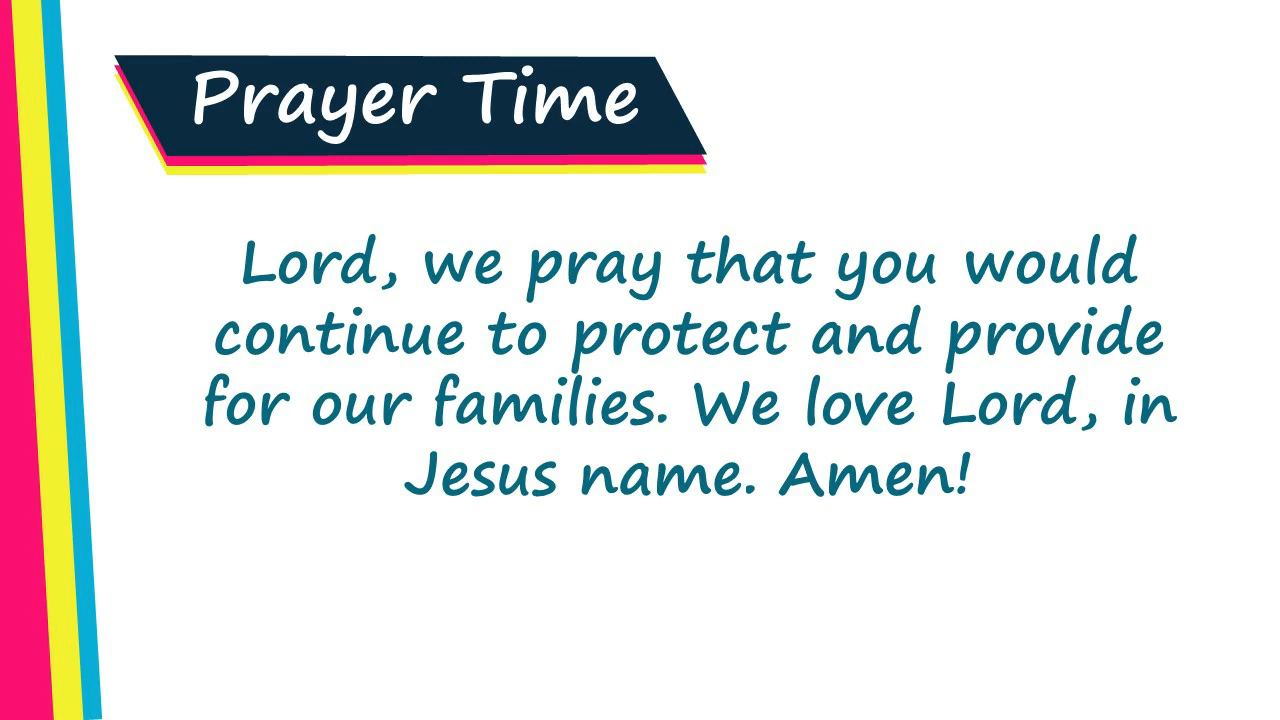 Prayer Time
Lord, we pray that you would
continue to protect and provide
for our families. We love Lord, in
Jesus name. Amen!